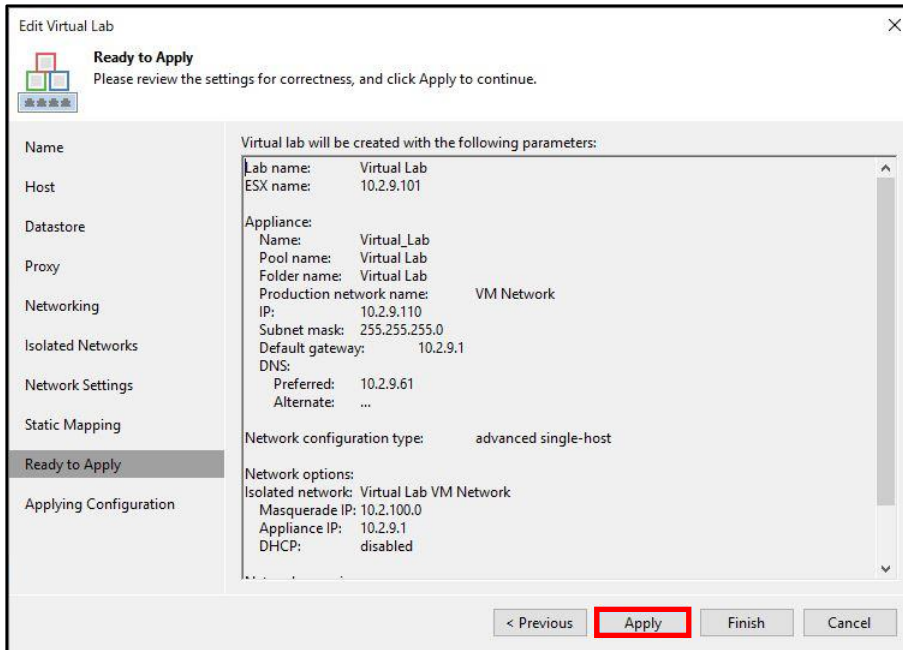 Edit Virtual Lab
Ready to Apply
Please review the settings for correctness, and click Apply to continue.
Name
Host
Datastore
Proxy
Networking
Isolated Networks
Network Settings
Static Mapping
Ready to Apply
Applying Configuration
Virtual lab will be created with the following parameters:
Lab name: Virtual Lab
ESX name: 10.2.9.101
Appliance:
Name: Virtual_Lab
Pool name: Virtual Lab
Folder name: Virtual Lab
Production network name: VM Network
IP: 10.2.9.110
Subnet mask: 255.255.255.0
Default gateway: 10.2.9.1
DNS:
Preferred: 10.2.9.61
Alternate: ...
Network configuration type: advanced single-host
Network options:
Isolated network: Virtual Lab VM Network
Masquerade IP: 10.2.100.0
Appliance IP: 10.2.9.1
DHCP: disabled
< Previous Apply Finish Cancel